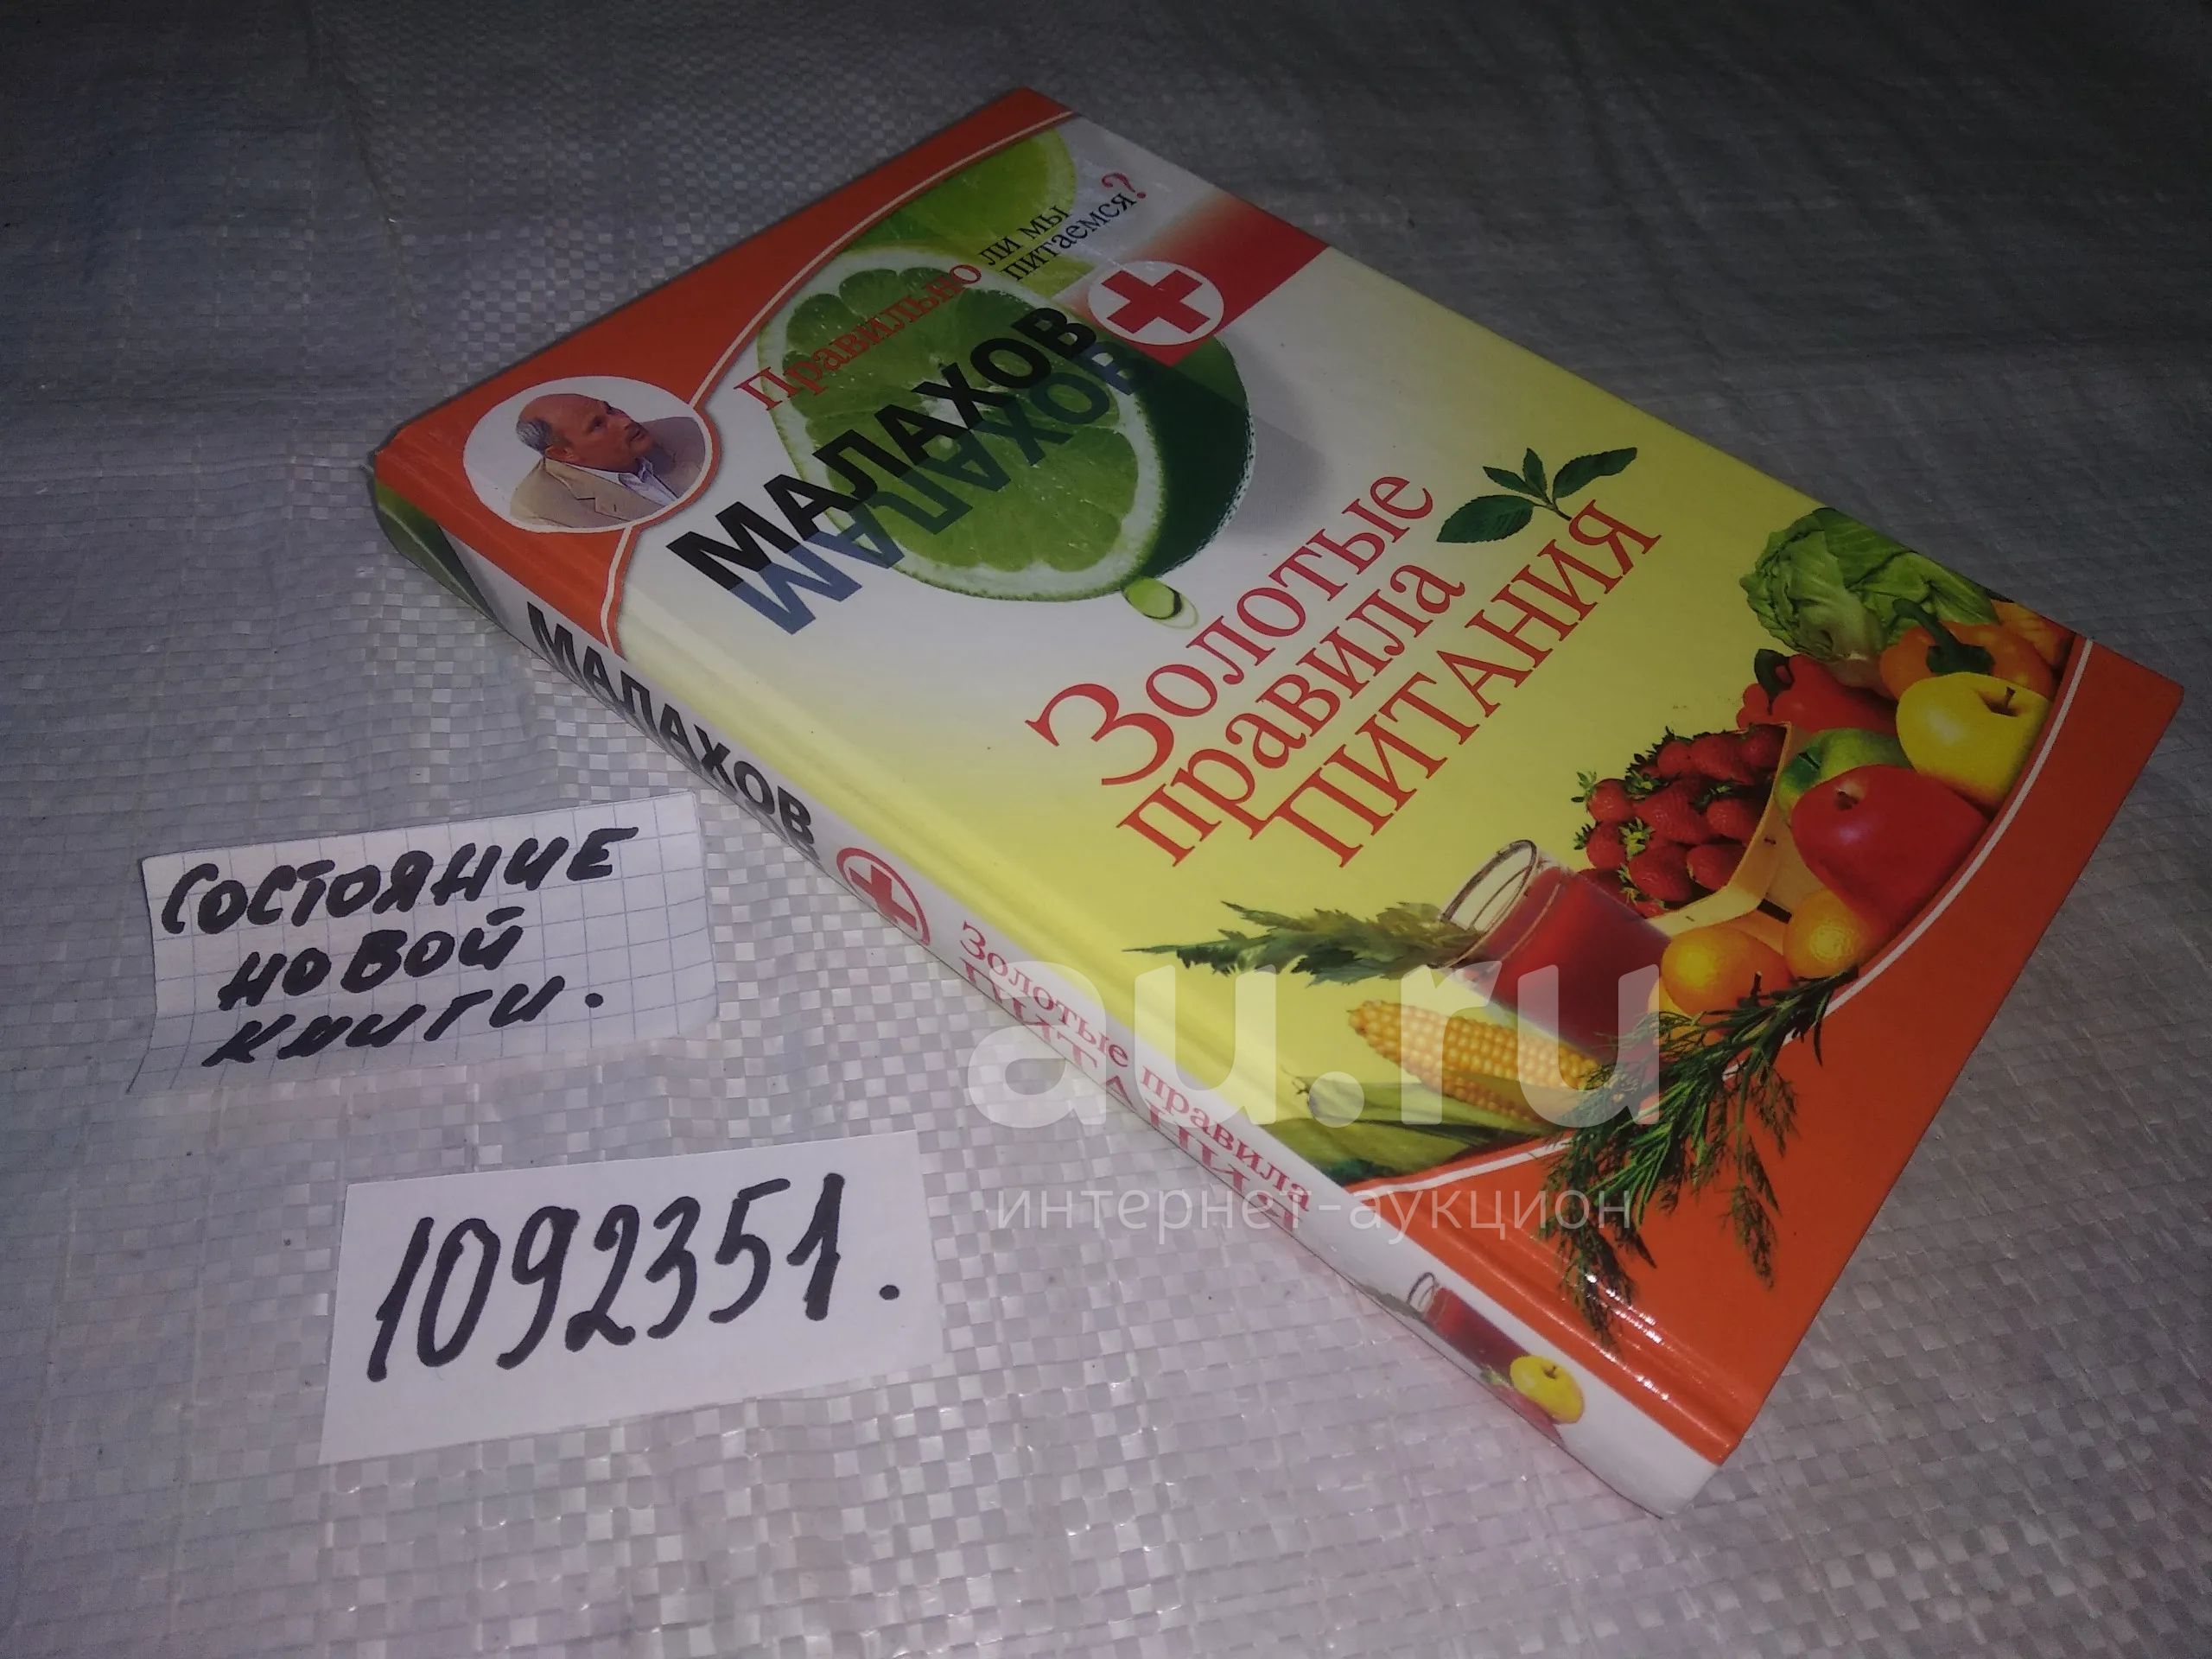 Правильно
ли мы
питаемся?
МАЛАХОВ
МАЛАХОВ
Золотые
правила
ПИТАНИЯ
МАЛАХОВ
Золотые правила
ПИТАНИЯ
СОСТОЯНИЕ
НОВОЙ
КНИГИ.
1092351.
au.ru
интернет-аукцион